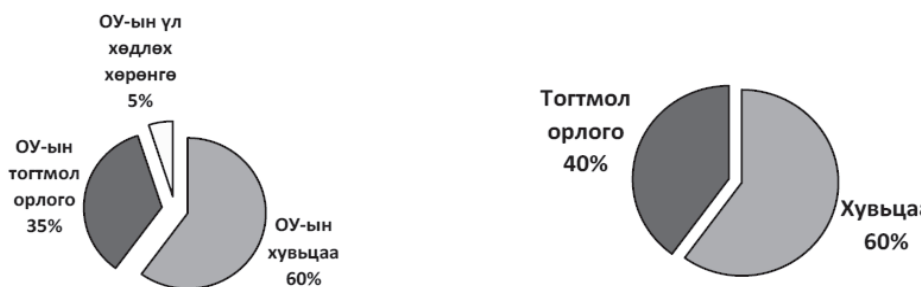 ОУ-ын үл
хөдлөх
хөрөнгө
5%
ОУ-ын
тогтмол
орлого
35%
ОУ-ын
хувьцаа
60%
Тогтмол
орлого
40%
Хувьцаа
60%